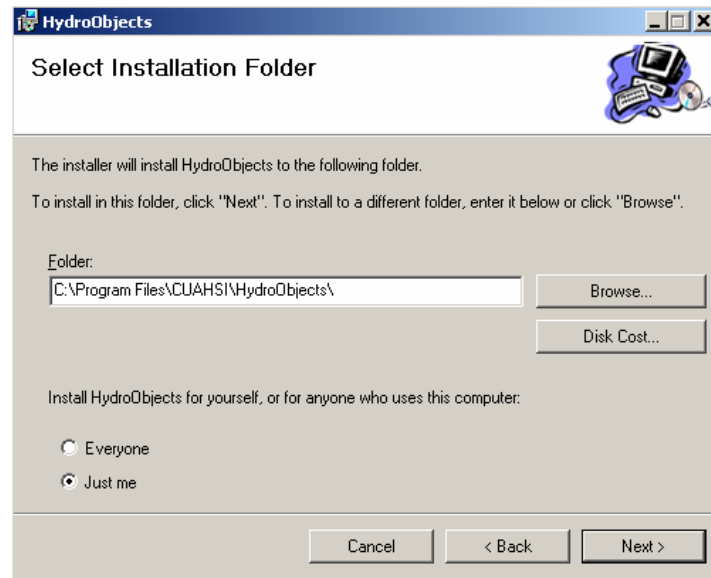 HydroObjects
Select Installation Folder
The installer will install HydroObjects to the following folder.
To install in this folder, click "Next". To install to a different folder, enter it below or click "Browse".
Folder:
C:\Program Files\CUAHSI\HydroObjects\
Browse...
Disk Cost...
Install HydroObjects for yourself, or for anyone who uses this computer:
Everyone
Just me
Cancel
< Back
Next >